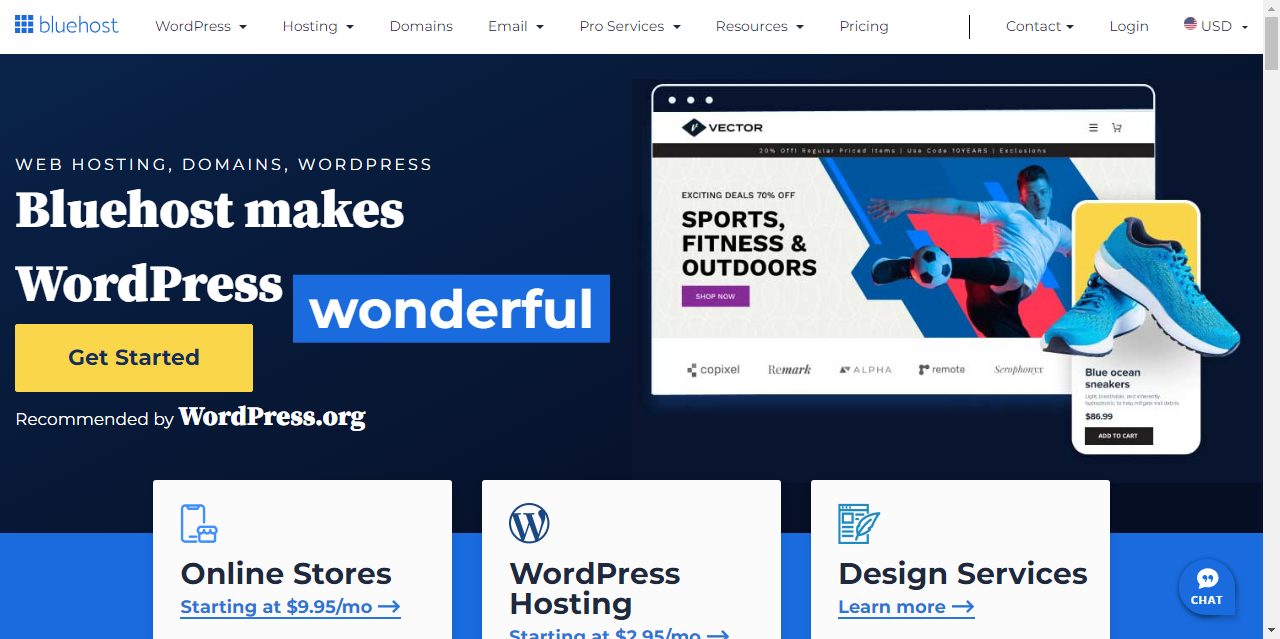 bluehost
WordPress
Hosting
Domains
Email
Pro Services
Resources
Pricing
Contact
Login
USD
WEB HOSTING, DOMAINS, WORDPRESS
Bluehost makes
WordPress
wonderful
Get Started
Recommended by WordPress.org
VECTOR
20% Off! Regular Priced Items | Use Code 10YEARS | Exclusions
EXCITING DEALS 70% OFF
SPORTS,
FITNESS &
OUTDOORS
SHOP NOW
copixel
Remark
ALPHA
remote
Serophonyx
Blue ocean
sneakers
Light, breathable, and inherently
hydrophobic, to help mitigate trail debris.
$86.99
ADD TO CART
Online Stores
Starting at $9.95/mo
WordPress
Hosting
Starting at $2.95/mo
Design Services
Learn more
CHAT